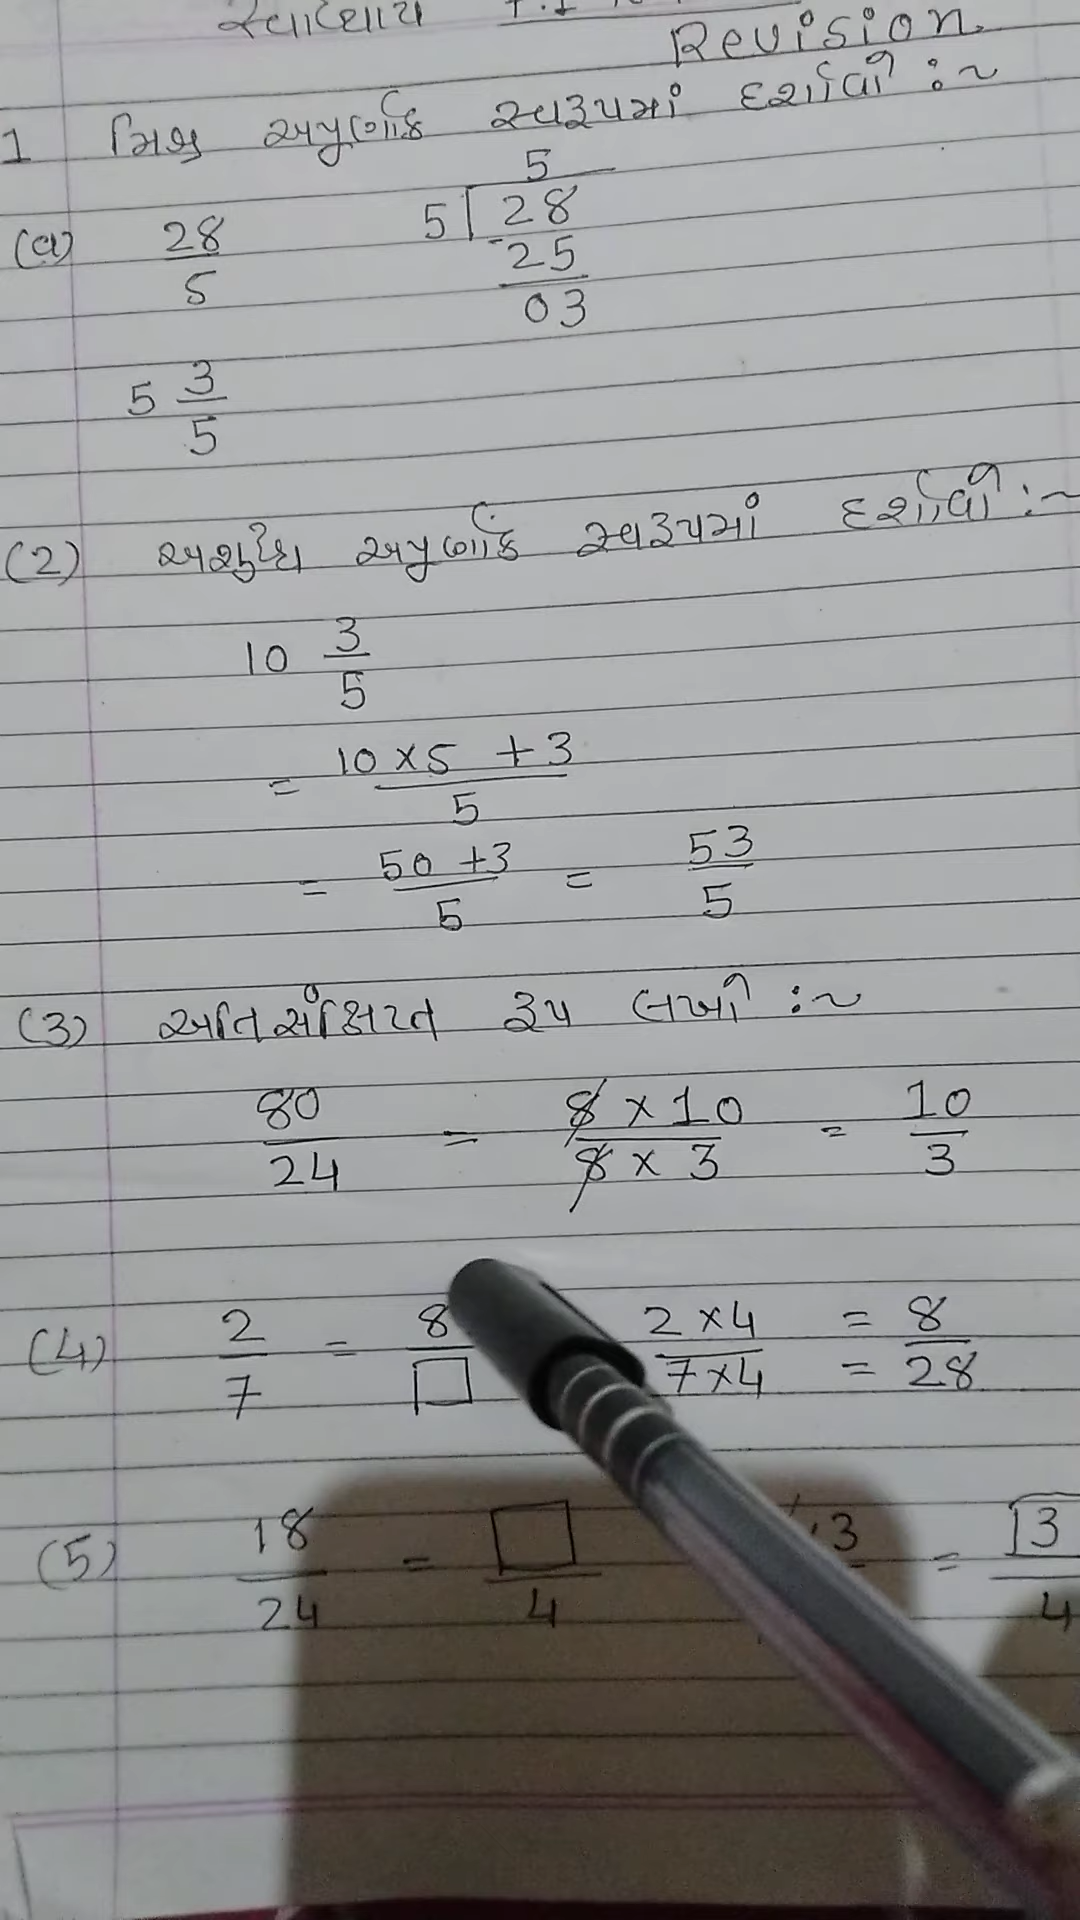 સ્વાધ્યાય
Revision
1 મિશ્ર અપૂર્ણાંક સ્વરૂપમાં દર્શાવો :~
5
(a) 28/5 5 28
-25
03
5 3/5
(2) અશુદ્ધ અપૂર્ણાંક સ્વરૂપમાં દર્શાવો :~
10 3/5
= 10 × 5 + 3 / 5
= 50 + 3 / 5 = 53/5
(3) અતિસંક્ષિપ્ત રૂપ લખો :~
80/24 = 8 × 10 / 8 × 3 = 10/3
(4) 2/7 = 8/□ 2 × 4 / 7 × 4 = 8/28
(5) 18/24 = □/4 3 = 3/4